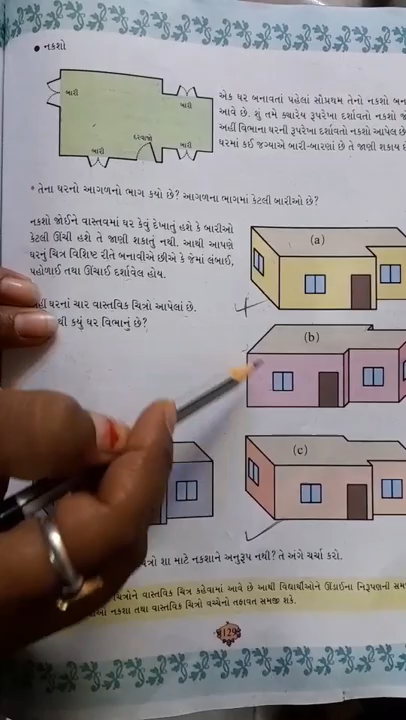 • નકશો
બારી
બારી
દરવાજો
બારી
બારી
એક ઘર બનાવતાં પહેલાં સૌપ્રથમ તેનો નકશો બન
આવે છે. શું તમે ક્યારેય રૂપરેખા દર્શાવતો નકશો જો
અહીં વિભાના ઘરની રૂપરેખા દર્શાવતો નકશો આપેલ છે
ઘરમાં કઈ જગ્યાએ બારી-બારણાં છે તે જાણી શકાય છે
• તેના ઘરનો આગળનો ભાગ કયો છે? આગળના ભાગમાં કેટલી બારીઓ છે?
નકશો જોઈને વાસ્તવમાં ઘર કેવું દેખાતું હશે કે બારીઓ
કેટલી ઊંચી હશે તે જાણી શકાતું નથી. આથી આપણે
ઘરનું ચિત્ર વિશિષ્ટ રીતે બનાવીએ છીએ કે જેમાં લંબાઈ,
પહોળાઈ તથા ઊંચાઈ દર્શાવેલ હોય.
ઘરનાં ચાર વાસ્તવિક ચિત્રો આપેલાં છે.
થી કયું ઘર વિભાનું છે?
(a)
(b)
(c)
ચિત્રો શા માટે નકશાને અનુરૂપ નથી? તે અંગે ચર્ચા કરો.
ચિત્રોને વાસ્તવિક ચિત્ર કહેવામાં આવે છે આથી વિદ્યાર્થીઓને ઊંડાઈના નિરૂપણની સમ
નકશા તથા વાસ્તવિક ચિત્રો વચ્ચેનો તફાવત સમજી શકે.
129